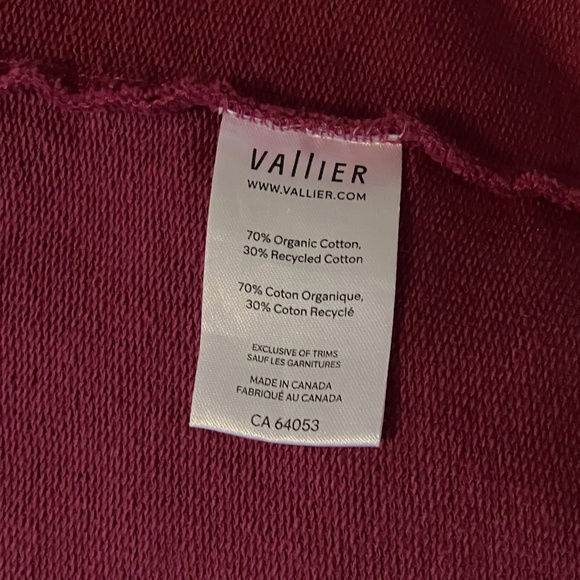 VALLIER
WWW.VALLIER.COM
70% Organic Cotton,
30% Recycled Cotton
70% Coton Organique,
30% Coton Recyclé
EXCLUSIVE OF TRIMS
SAUF LES GARNITURES
MADE IN CANADA
FABRIQUÉ AU CANADA
CA 64053